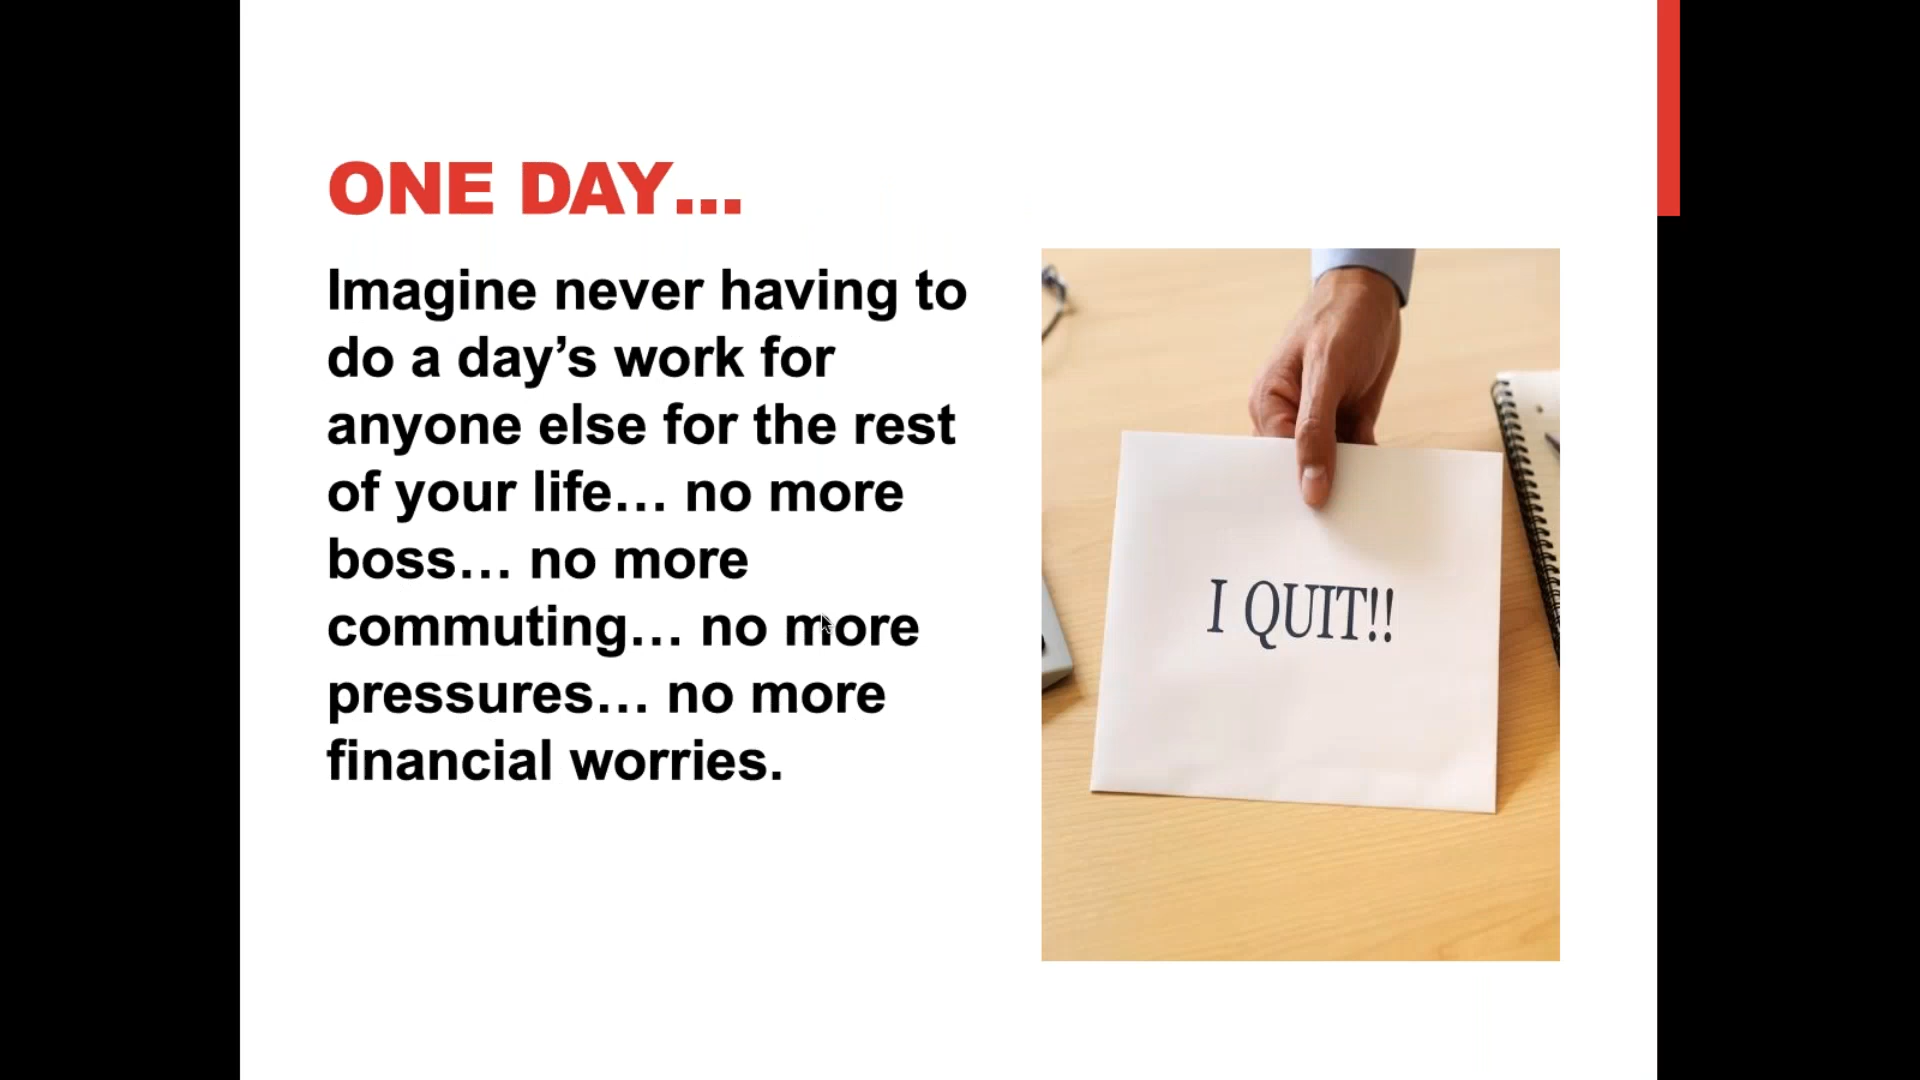 ONE DAY...
Imagine never having to
do a day’s work for
anyone else for the rest
of your life… no more
boss… no more
commuting… no more
pressures… no more
financial worries.
I QUIT!!